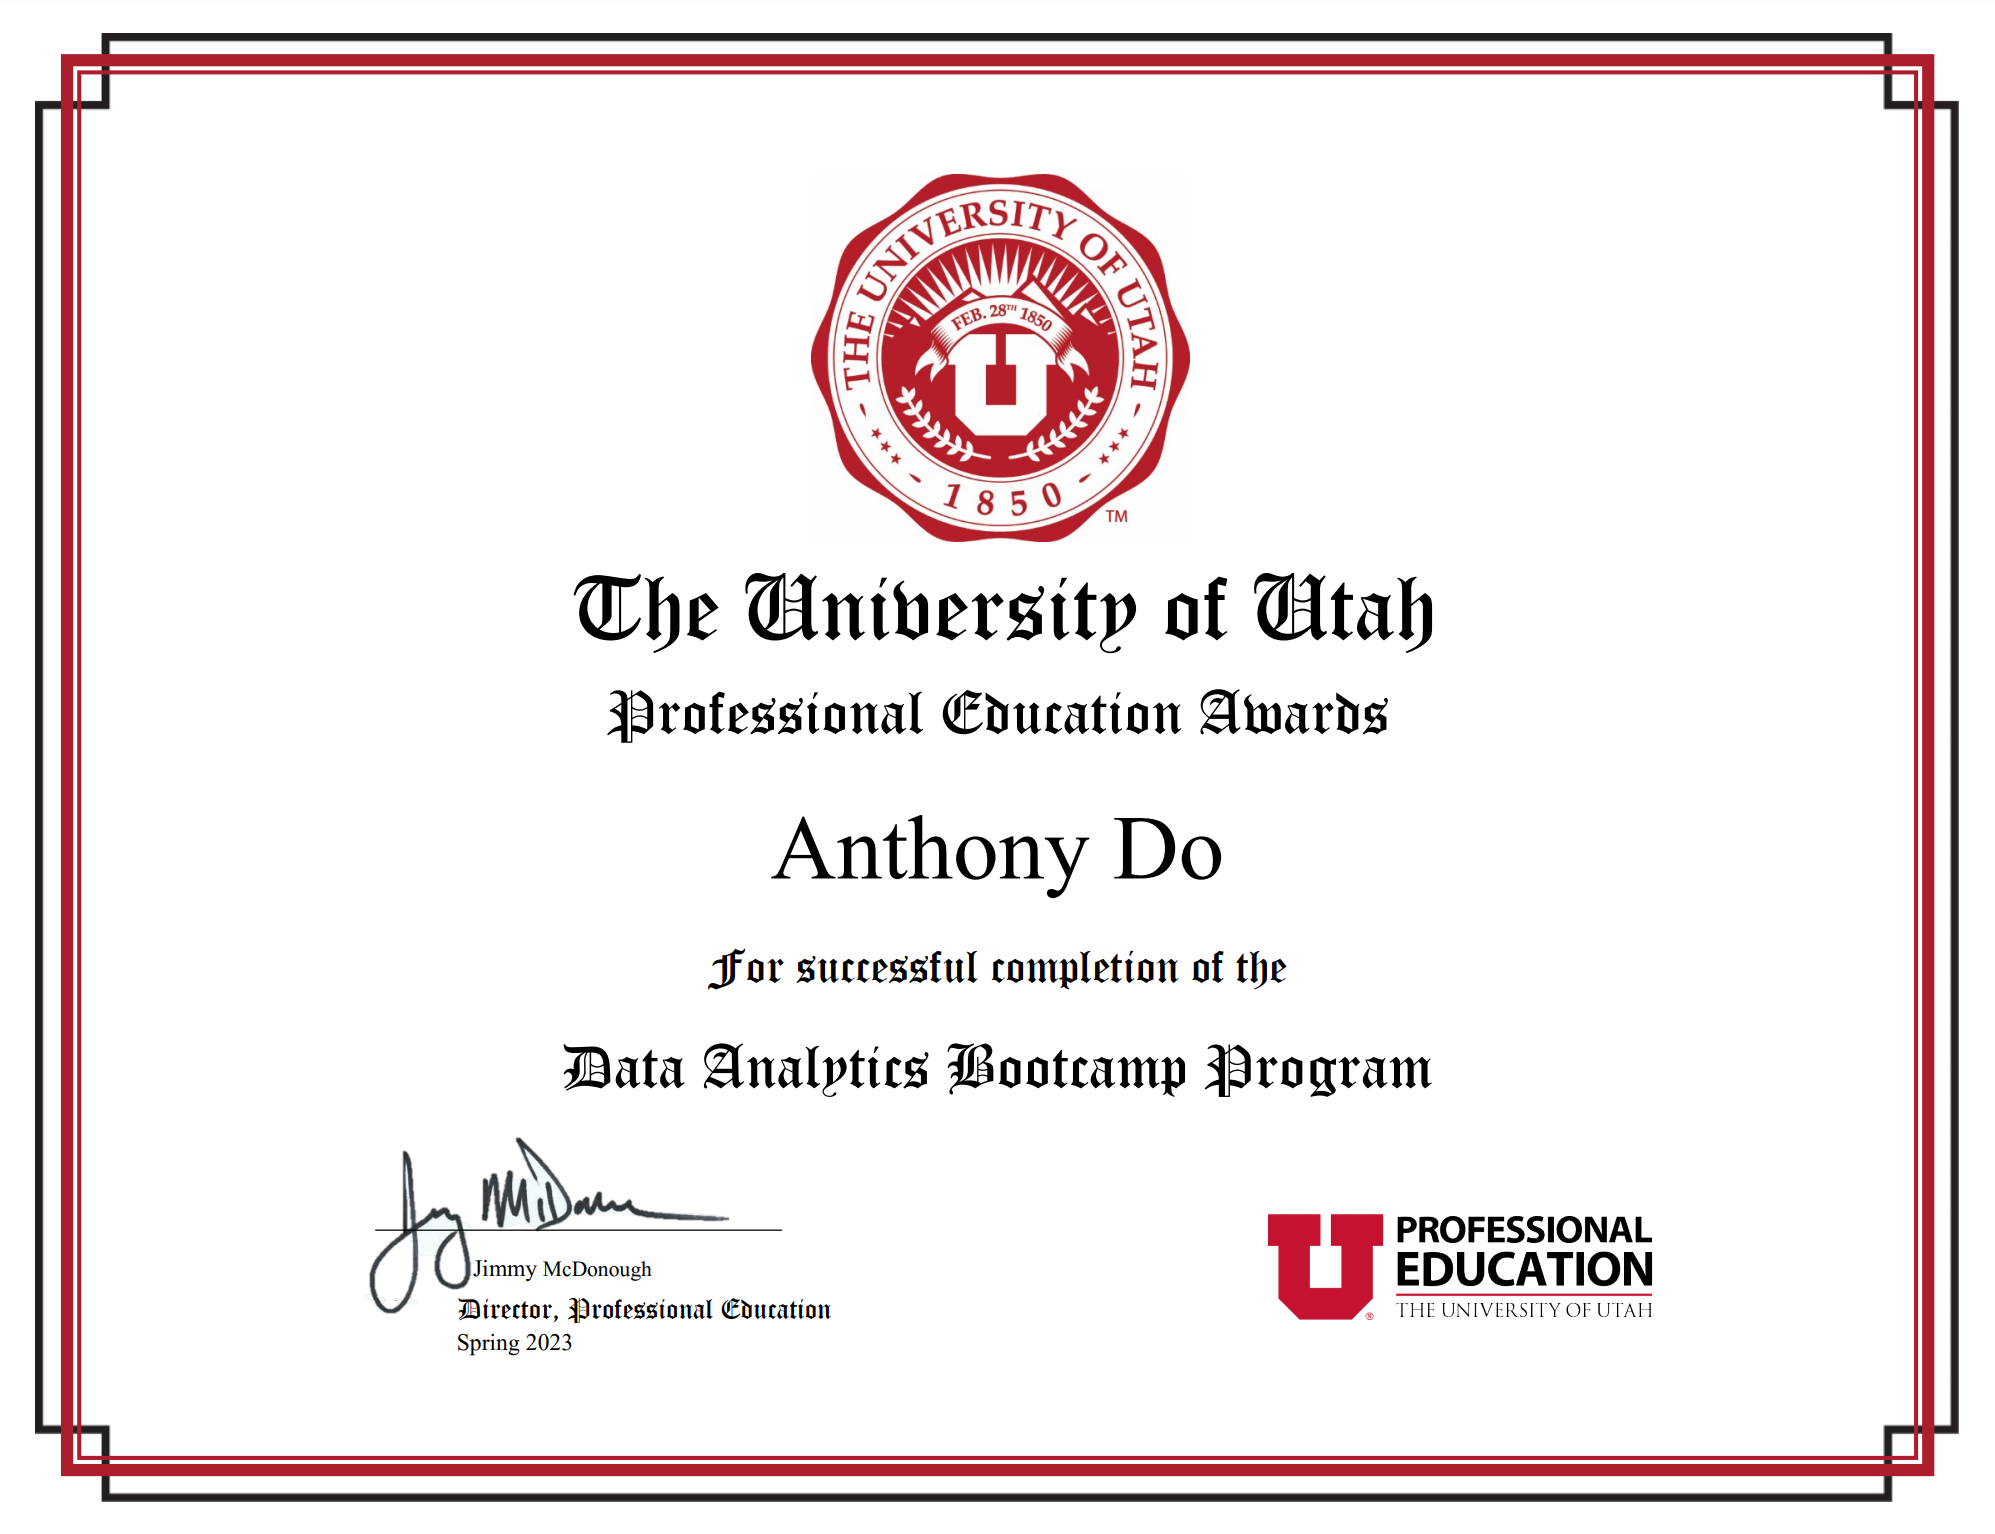 THE UNIVERSITY OF UTAH
FEB. 28TH 1850
- 1850 -
TM
The University of Utah
Professional Education Awards
Anthony Do
For successful completion of the
Data Analytics Bootcamp Program
Jimmy McDonough
Director, Professional Education
Spring 2023
U PROFESSIONAL
EDUCATION
THE UNIVERSITY OF UTAH
®